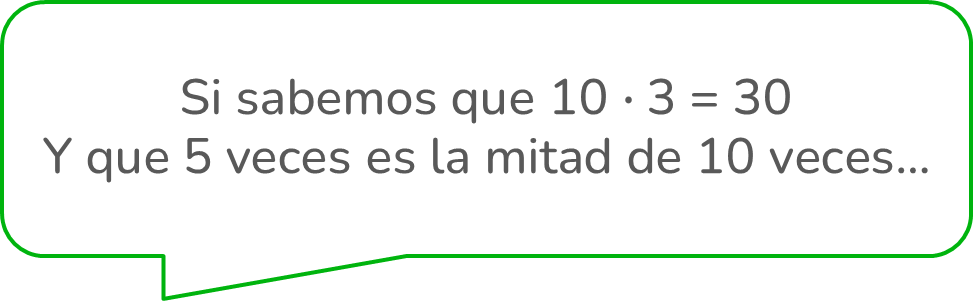 Si sabemos que 10 · 3 = 30
Y que 5 veces es la mitad de 10 veces...